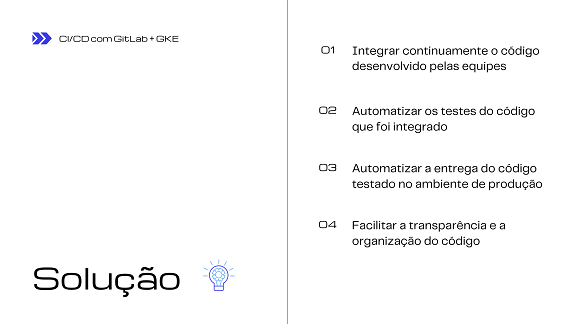 CI/CD com GitLab + GKE
Solução
01 Integrar continuamente o código
desenvolvido pelas equipes
02 Automatizar os testes do código
que foi integrado
03 Automatizar a entrega do código
testado no ambiente de produção
04 Facilitar a transparência e a
organização do código